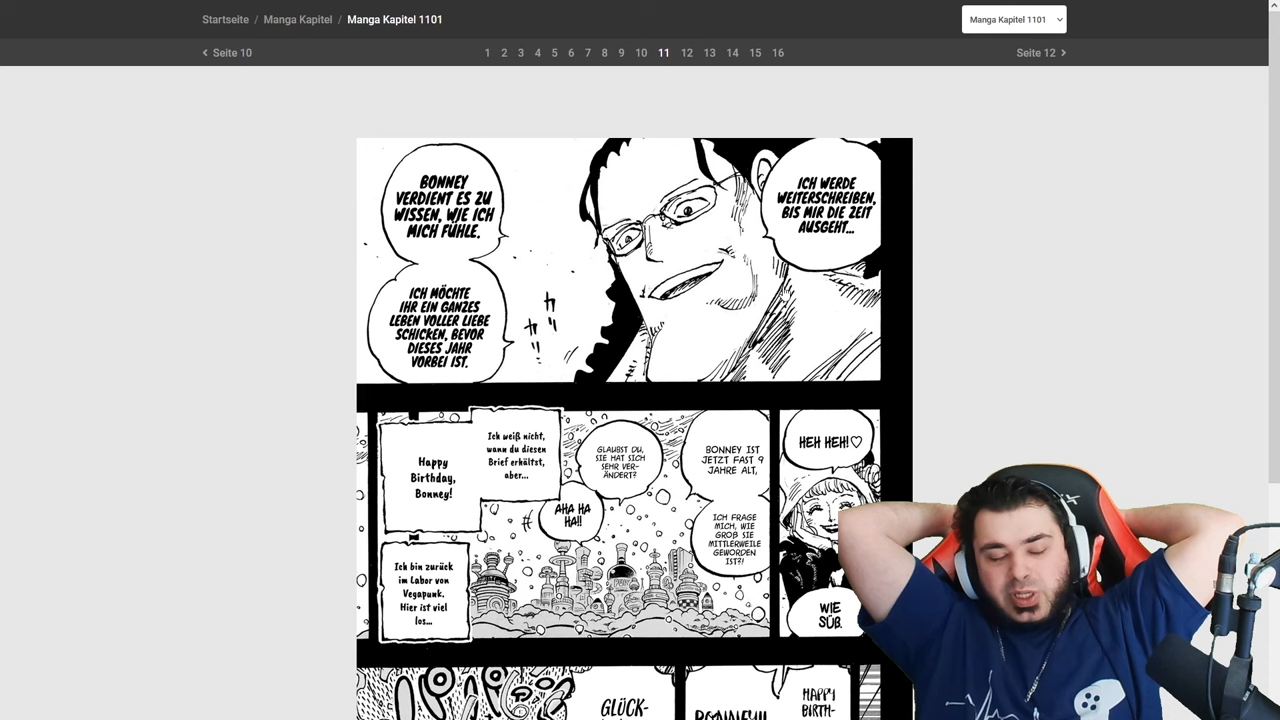 Startseite / Manga Kapitel / Manga Kapitel 1101
Manga Kapitel 1101
Seite 10
1 2 3 4 5 6 7 8 9 10 11 12 13 14 15 16
Seite 12
ICH WERDE
WEITERSCHREIBEN,
BIS MIR DIE ZEIT
AUSGEHT...
BONNEY
VERDIENT ES ZU
WISSEN, WIE ICH
MICH FÜHLE.
ICH MÖCHTE
IHR EIN GANZES
LEBEN VOLLER LIEBE
SCHICKEN, BEVOR
DIESES JAHR
VORBEI IST.
ガガ
HEH HEH!♡
WIE
SÜß.
BONNEY IST
JETZT FAST 9
JAHRE ALT,
ICH FRAGE
MICH, WIE
GROß SIE
MITTLERWEILE
GEWORDEN
IST?!
GLAUBST DU,
SIE HAT SICH
SEHR VER-
ÄNDERT?
AHA HA
HA!!
Ich weiß nicht,
wann du diesen
Brief erhältst,
aber...
Happy
Birthday,
Bonney!
Ich bin zurück
im Labor von
Vegapunk.
Hier ist viel
los...
HAPPY
BIRTH-
BONNEY!!
GLÜCK-